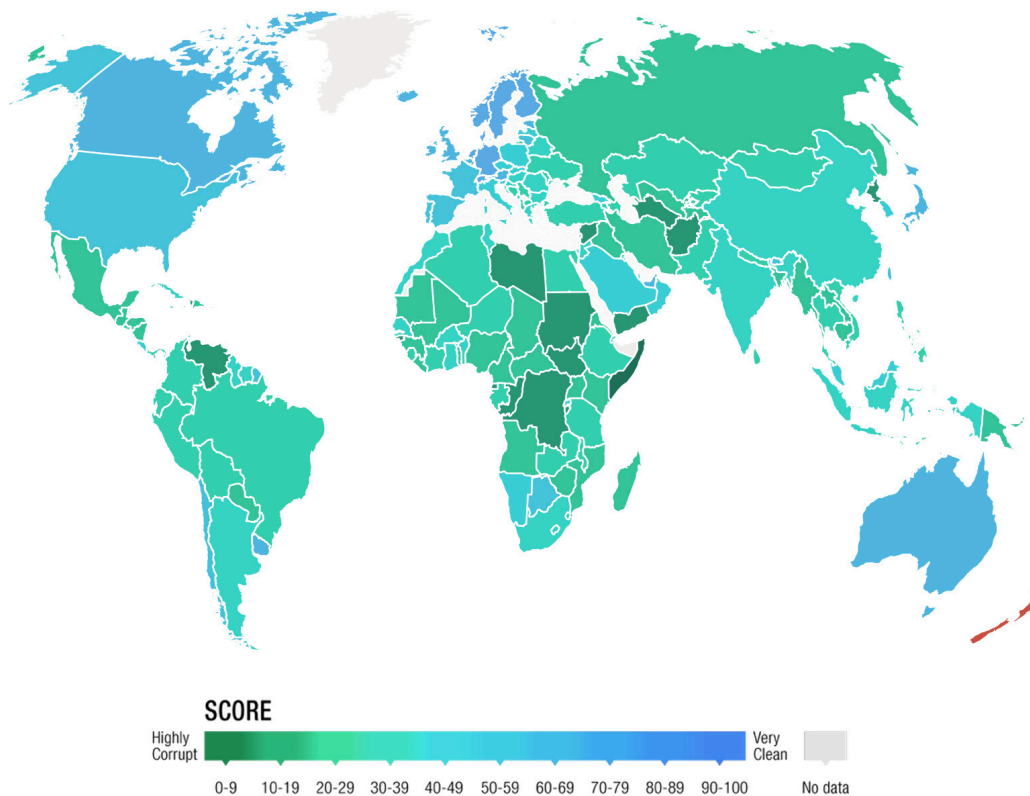 SCORE
Highly
Corrupt
Very
Clean
0-9 10-19 20-29 30-39 40-49 50-59 60-69 70-79 80-89 90-100 No data